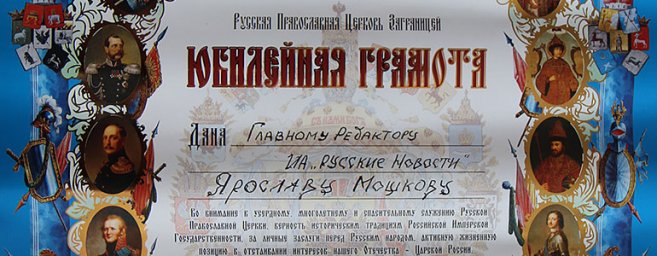 Русская Православная Церковь Заграницей
ЮБИЛЕЙНАЯ ГРАМОТА
Дана Главному Редактору
ИА „Русские Новости"
Ярославу Мошкову
Во внимание к усердному, многолетнему и спасительному служению Русской
Православной Церкви, верность историческим традициям Российской Имперской
Государственности, за личные заслуги перед Русским народом, активную жизненную
позицию в отстаивании интересов нашего Отечества - Царской России.